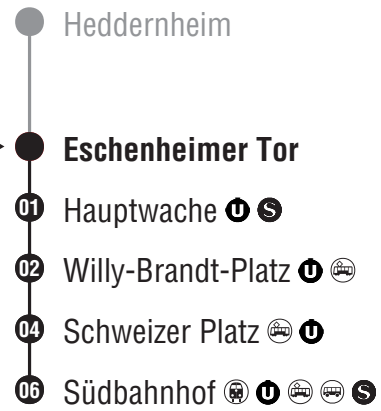 Heddernheim
Eschenheimer Tor
01 Hauptwache U S
02 Willy-Brandt-Platz U
04 Schweizer Platz U
06 Südbahnhof U S